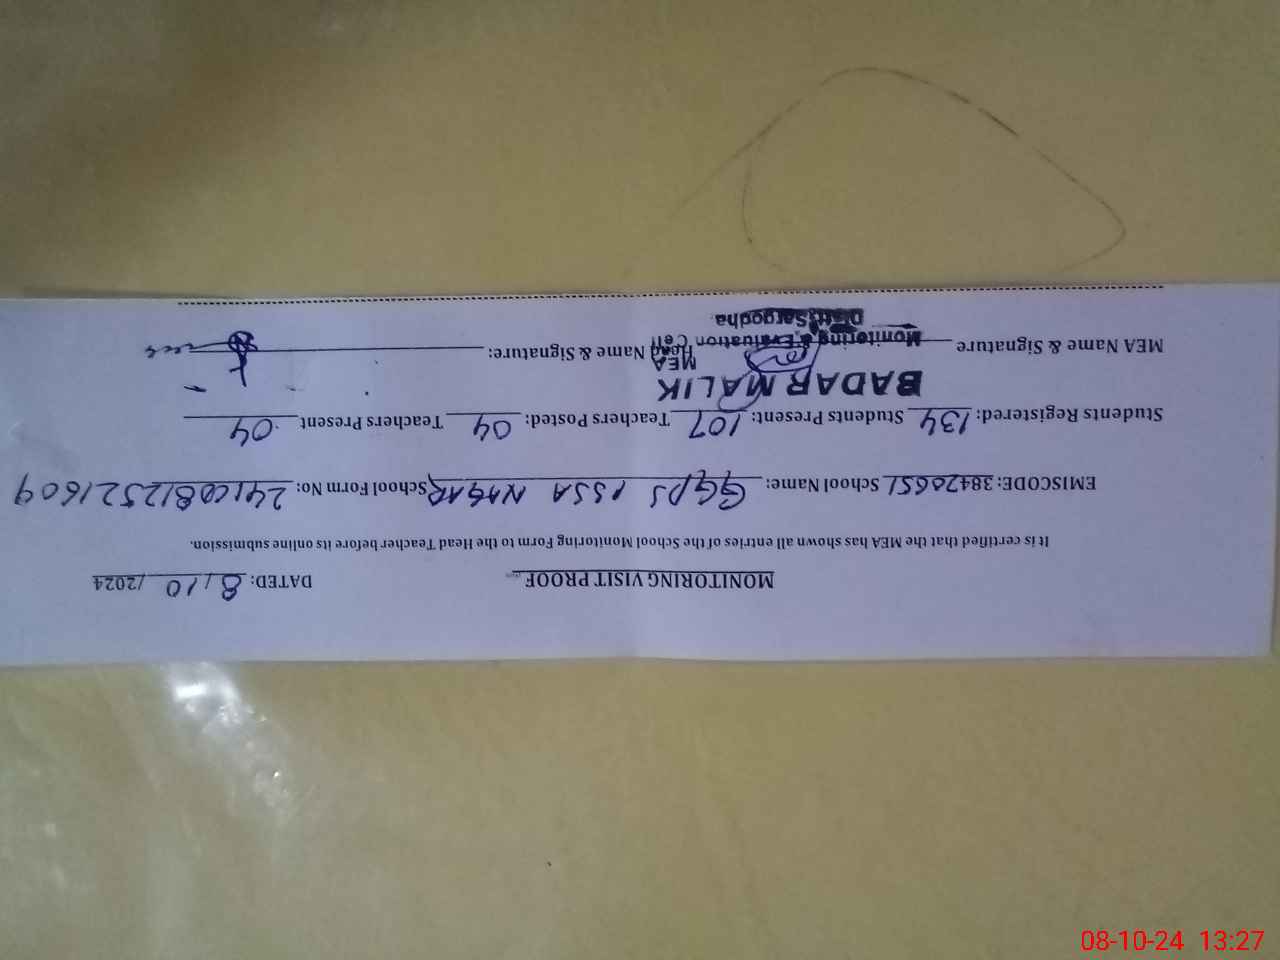 MONITORING VISIT PROOF
DATED: 8/10/2024
It is certified that the MEA has shown all entries of the School Monitoring Form to the Head Teacher before its online submission.
EMISCODE: 38420651 School Name: GGPS ISSA NAGAR School Form No: 24100812521609
Students Registered: 134 Students Present: 107 Teachers Posted: 04 Teachers Present 04
BADAR MALIK
MEA
MEA Name & Signature Head Name & Signature:
Monitoring & Evaluation Cell
Distt: Sargodha.
08-10-24 13:27